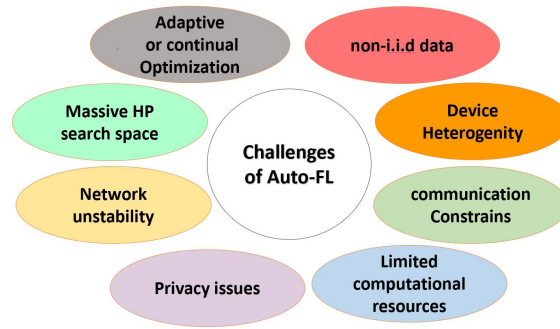 Adaptive
or continual
Optimization
non-i.i.d data
Massive HP
search space
Device
Heterogenity
Challenges
of Auto-FL
Network
unstability
communication
Constrains
Privacy issues
Limited
computational
resources